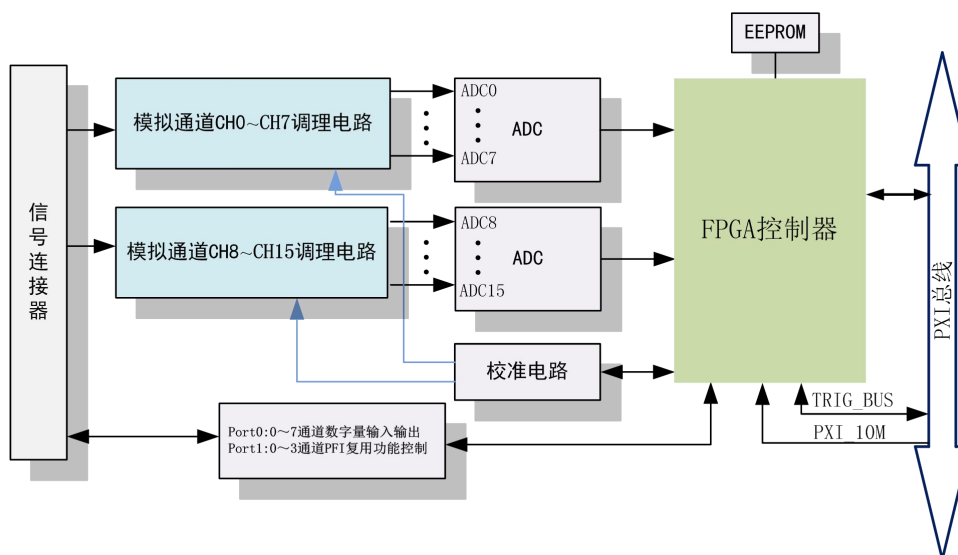 EEPROM
信号连接器
模拟通道CH0~CH7调理电路
ADC0
ADC
ADC7
模拟通道CH8~CH15调理电路
ADC8
ADC
ADC15
FPGA控制器
PXI总线
校准电路
TRIG_BUS
PXI_10M
Port0:0~7通道数字量输入输出
Port1:0~3通道PFI复用功能控制